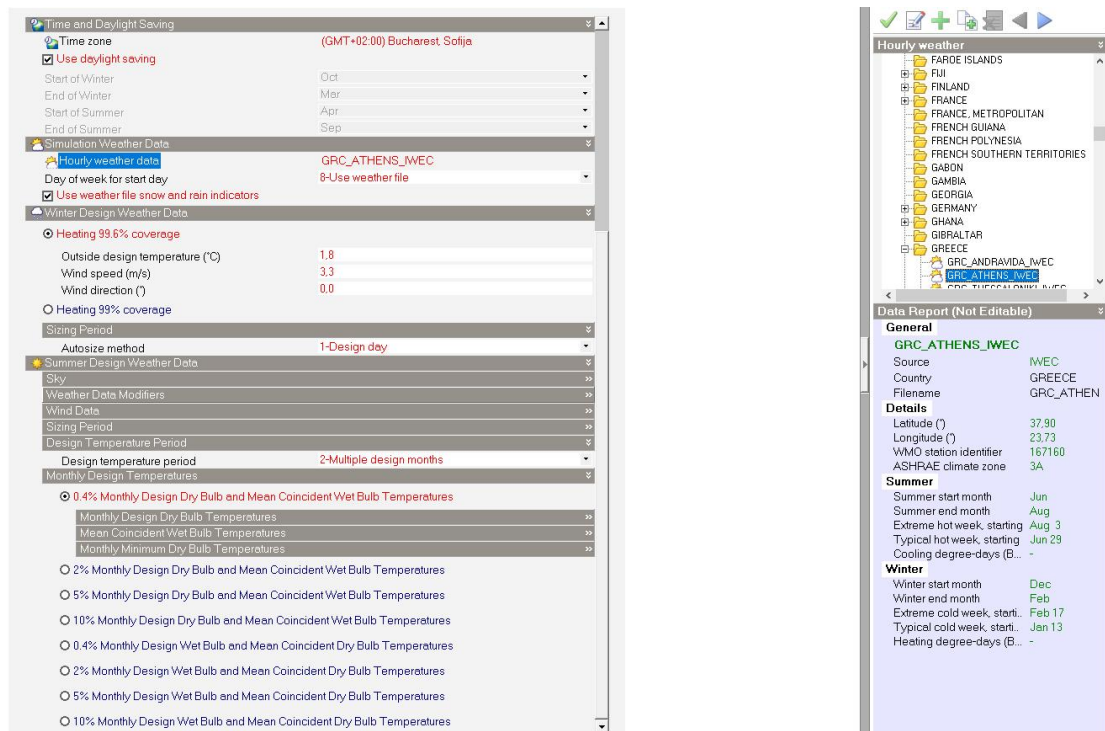 Time and Daylight Saving
Time zone (GMT+02:00) Bucharest, Sofija
Use daylight saving
Start of Winter Oct
End of Winter Mar
Start of Summer Apr
End of Summer Sep
Simulation Weather Data
Hourly weather data GRC_ATHENS_IWEC
Day of week for start day 8-Use weather file
Use weather file snow and rain indicators
Winter Design Weather Data
Heating 99.6% coverage
Outside design temperature (°C) 1,8
Wind speed (m/s) 3,3
Wind direction (°) 0,0
Heating 99% coverage
Sizing Period
Autosize method 1-Design day
Summer Design Weather Data
Sky
Weather Data Modifiers
Wind Data
Sizing Period
Design Temperature Period
Design temperature period 2-Multiple design months
Monthly Design Temperatures
0.4% Monthly Design Dry Bulb and Mean Coincident Wet Bulb Temperatures
Monthly Design Dry Bulb Temperatures
Mean Coincident Wet Bulb Temperatures
Monthly Minimum Dry Bulb Temperatures
2% Monthly Design Dry Bulb and Mean Coincident Wet Bulb Temperatures
5% Monthly Design Dry Bulb and Mean Coincident Wet Bulb Temperatures
10% Monthly Design Dry Bulb and Mean Coincident Wet Bulb Temperatures
0.4% Monthly Design Wet Bulb and Mean Coincident Dry Bulb Temperatures
2% Monthly Design Wet Bulb and Mean Coincident Dry Bulb Temperatures
5% Monthly Design Wet Bulb and Mean Coincident Dry Bulb Temperatures
10% Monthly Design Wet Bulb and Mean Coincident Dry Bulb Temperatures
Hourly weather
FAROE ISLANDS
FIJI
FINLAND
FRANCE
FRANCE, METROPOLITAN
FRENCH GUIANA
FRENCH POLYNESIA
FRENCH SOUTHERN TERRITORIES
GABON
GAMBIA
GEORGIA
GERMANY
GHANA
GIBRALTAR
GREECE
GRC_ANDRAVIDA_IWEC
GRC_ATHENS_IWEC
GRC_THESSALONIKI_IWEC
Data Report (Not Editable)
General
GRC_ATHENS_IWEC
Source IWEC
Country GREECE
Filename GRC_ATHEN
Details
Latitude (°) 37,90
Longitude (°) 23,73
WMO station identifier 167160
ASHRAE climate zone 3A
Summer
Summer start month Jun
Summer end month Aug
Extreme hot week, starting Aug 3
Typical hot week, starting Jun 29
Cooling degree-days (B... -
Winter
Winter start month Dec
Winter end month Feb
Extreme cold week, starti.. Feb 17
Typical cold week, starti.. Jan 13
Heating degree-days (B... -